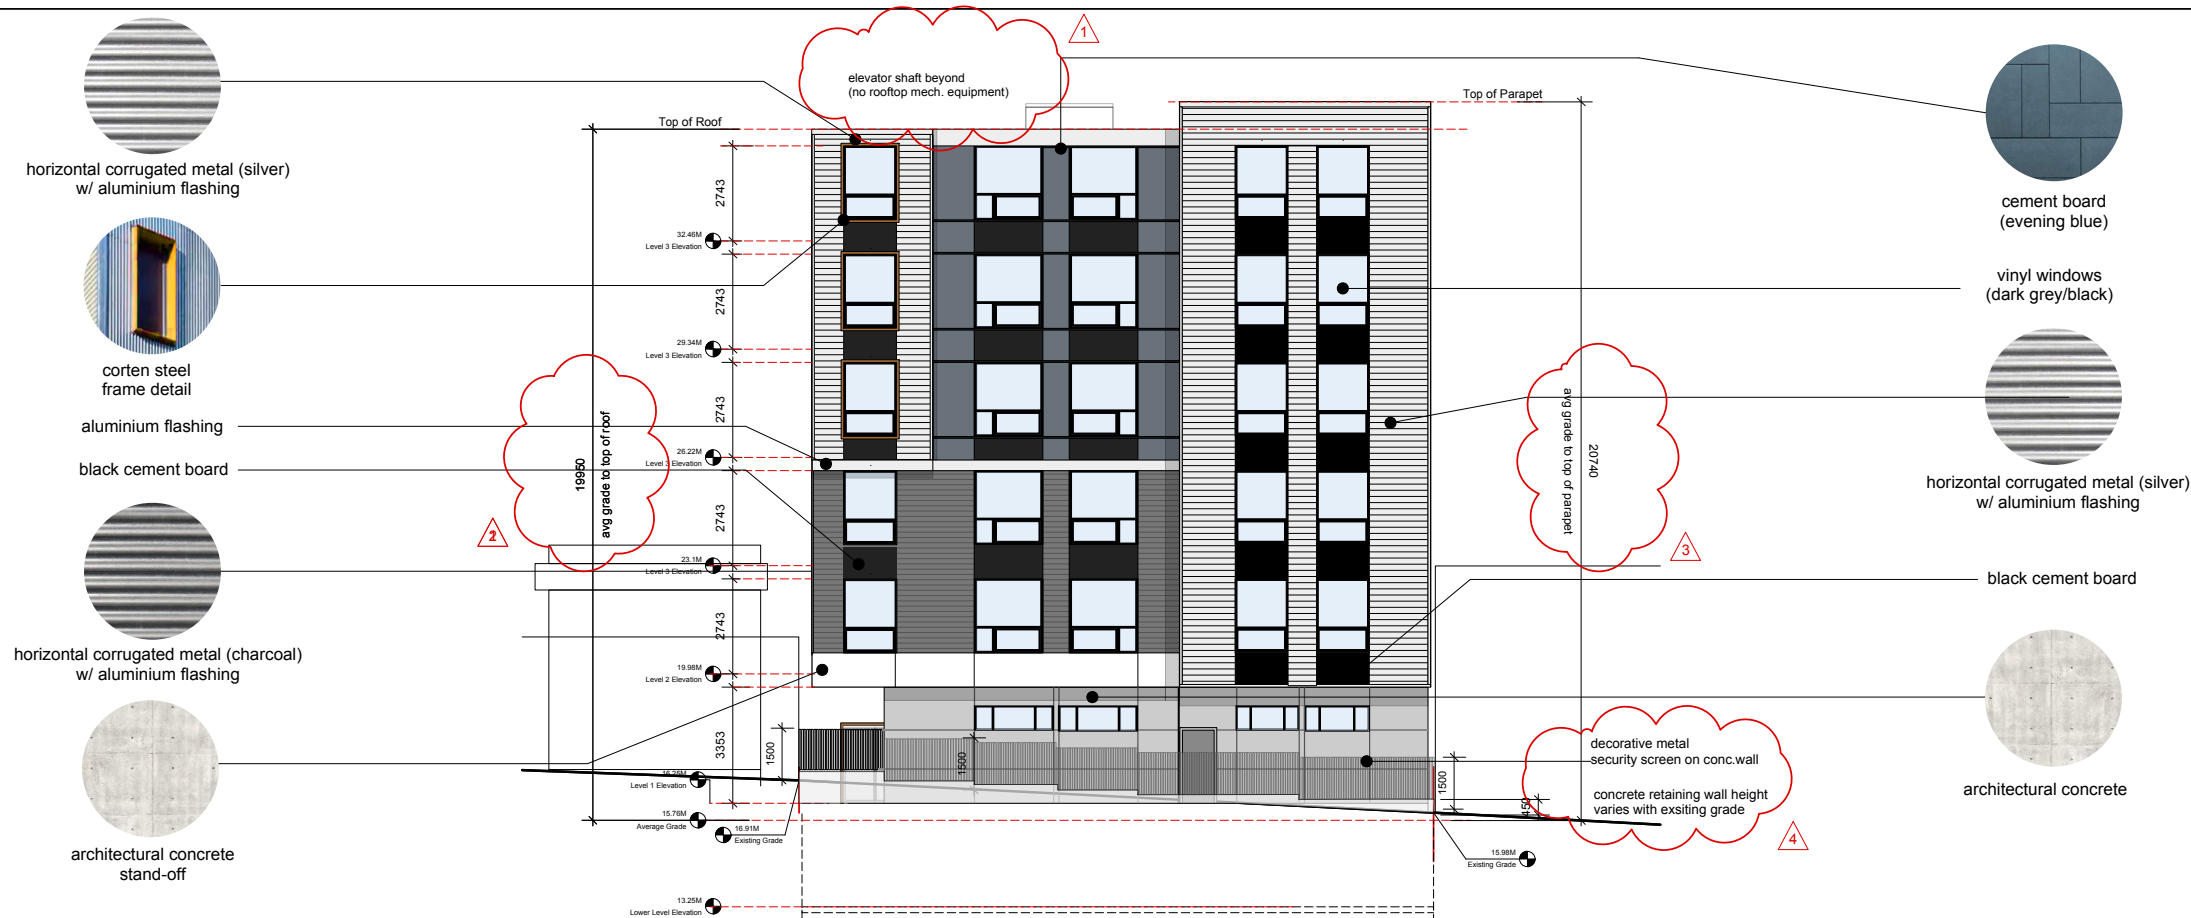 horizontal corrugated metal (silver)
w/ aluminium flashing
corten steel
frame detail
aluminium flashing
black cement board
horizontal corrugated metal (charcoal)
w/ aluminium flashing
architectural concrete
stand-off
1
elevator shaft beyond
(no rooftop mech. equipment)
Top of Roof
Top of Parapet
2743
32.46M
Level 3 Elevation
2743
29.34M
Level 3 Elevation
2743
26.22M
Level 3 Elevation
2743
23.1M
Level 3 Elevation
2743
19.98M
Level 2 Elevation
3353
16.25M
Level 1 Elevation
15.76M
Average Grade
16.91M
Existing Grade
13.25M
Lower Level Elevation
19950
avg grade to top of roof
1500
1500
1500
450
15.98M
Existing Grade
avg grade to top of parapet
20740
3
decorative metal
security screen on conc.wall
concrete retaining wall height
varies with exsiting grade
4
cement board
(evening blue)
vinyl windows
(dark grey/black)
horizontal corrugated metal (silver)
w/ aluminium flashing
black cement board
architectural concrete